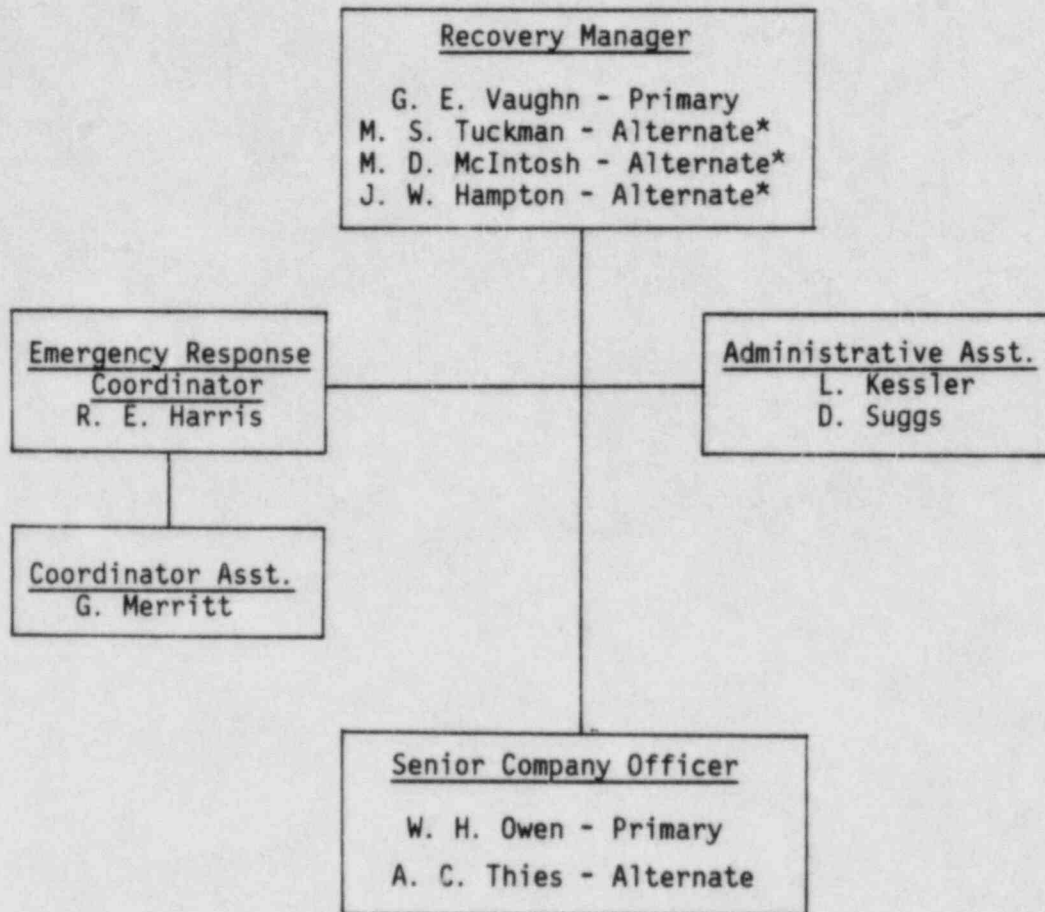 Recovery Manager
G. E. Vaughn - Primary
M. S. Tuckman - Alternate*
M. D. McIntosh - Alternate*
J. W. Hampton - Alternate*
Emergency Response
Coordinator
R. E. Harris
Administrative Asst.
L. Kessler
D. Suggs
Coordinator Asst.
G. Merritt
Senior Company Officer
W. H. Owen - Primary
A. C. Thies - Alternate